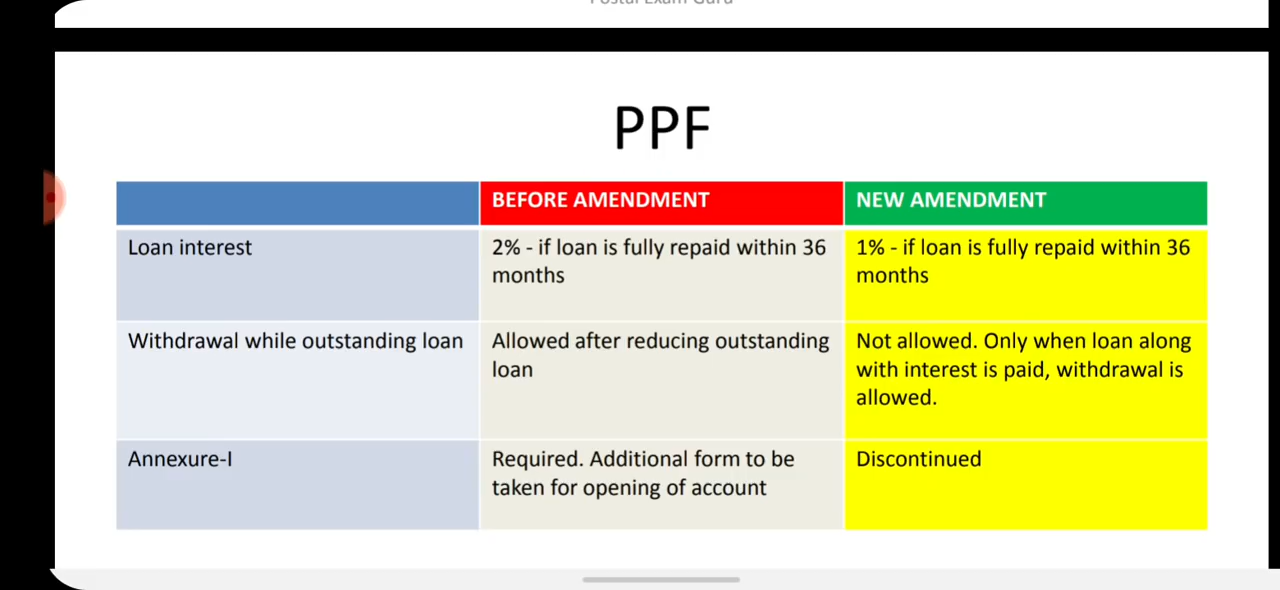 PPF
BEFORE AMENDMENT
NEW AMENDMENT
Loan interest
2% - if loan is fully repaid within 36
months
1% - if loan is fully repaid within 36
months
Withdrawal while outstanding loan
Allowed after reducing outstanding
loan
Not allowed. Only when loan along
with interest is paid, withdrawal is
allowed.
Annexure-I
Required. Additional form to be
taken for opening of account
Discontinued